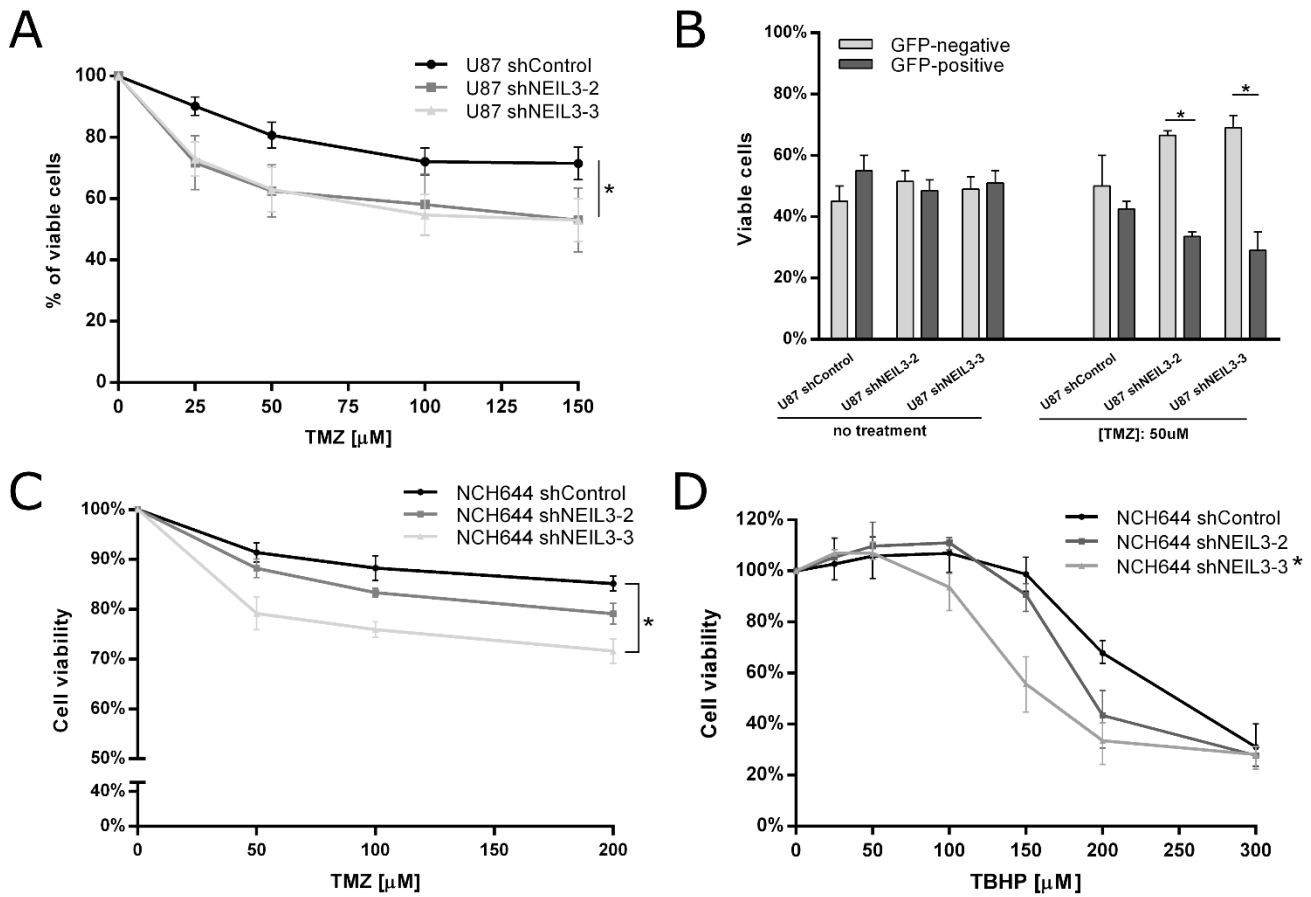 A
U87 shControl
U87 shNEIL3-2
U87 shNEIL3-3
% of viable cells
100
80
60
40
20
0
*
0 25 50 75 100 125 150
TMZ [μM]
B
GFP-negative
GFP-positive
Viable cells
100%
80%
60%
40%
20%
0%
* *
U87 shControl U87 shNEIL3-2 U87 shNEIL3-3 U87 shControl U87 shNEIL3-2 U87 shNEIL3-3
no treatment [TMZ]: 50uM
C
NCH644 shControl
NCH644 shNEIL3-2
NCH644 shNEIL3-3
Cell viability
100%
90%
80%
70%
60%
50%
40%
0%
*
0 50 100 150 200
TMZ [μM]
D
NCH644 shControl
NCH644 shNEIL3-2
NCH644 shNEIL3-3 *
Cell viability
120%
100%
80%
60%
40%
20%
0%
0 50 100 150 200 250 300
TBHP [μM]